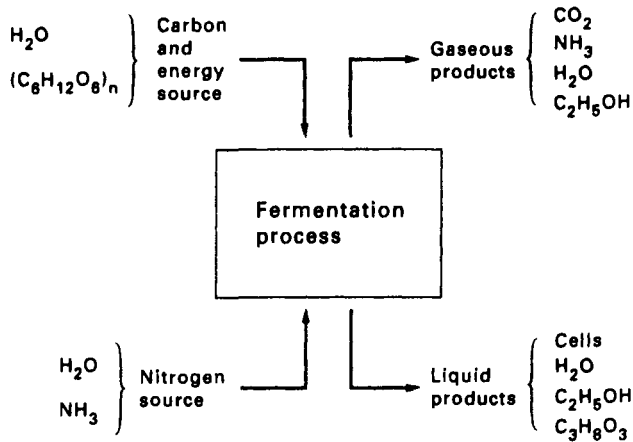 H₂O
(C₆H₁₂O₆)ₙ
Carbon
and
energy
source
Gaseous
products
CO₂
NH₃
H₂O
C₂H₅OH
Fermentation
process
H₂O
NH₃
Nitrogen
source
Liquid
products
Cells
H₂O
C₂H₅OH
C₃H₈O₃